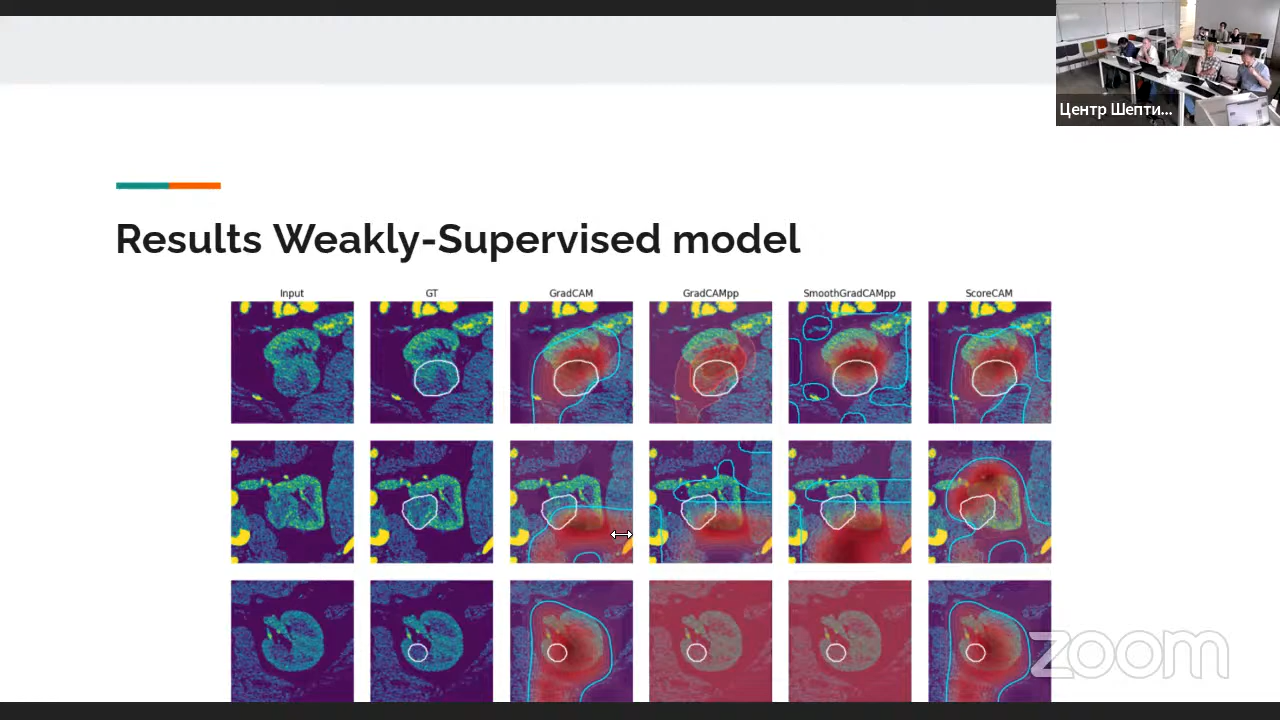 Центр Шепти...
Results Weakly-Supervised model
Input GT GradCAM GradCAMpp SmoothGradCAMpp ScoreCAM
zoom